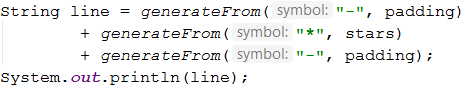 String line = generateFrom( symbol: "-", padding)
+ generateFrom( symbol: "*", stars)
+ generateFrom( symbol: "-", padding);
System.out.println(line);